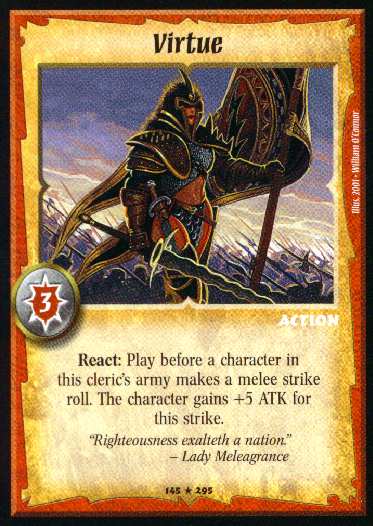 Virtue
Illus. 2001 • William O'Connor
3
ACTION
React: Play before a character in
this cleric's army makes a melee strike
roll. The character gains +5 ATK for
this strike.
"Righteousness exalteth a nation."
– Lady Meleagrance
145 ★ 295